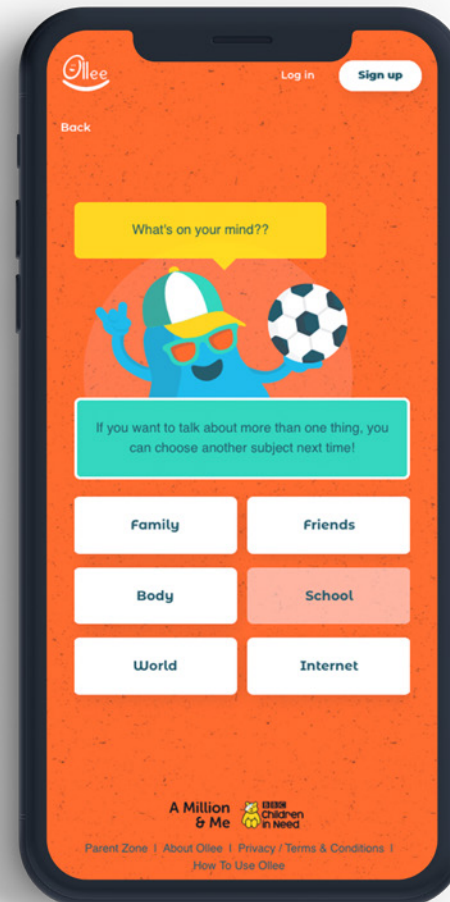 Ollee
Log in
Sign up
Back
What's on your mind??
If you want to talk about more than one thing, you
can choose another subject next time!
Family
Friends
Body
School
World
Internet
A Million
& Me
BBC
Children
in Need
Parent Zone | About Ollee | Privacy / Terms & Conditions |
How To Use Ollee